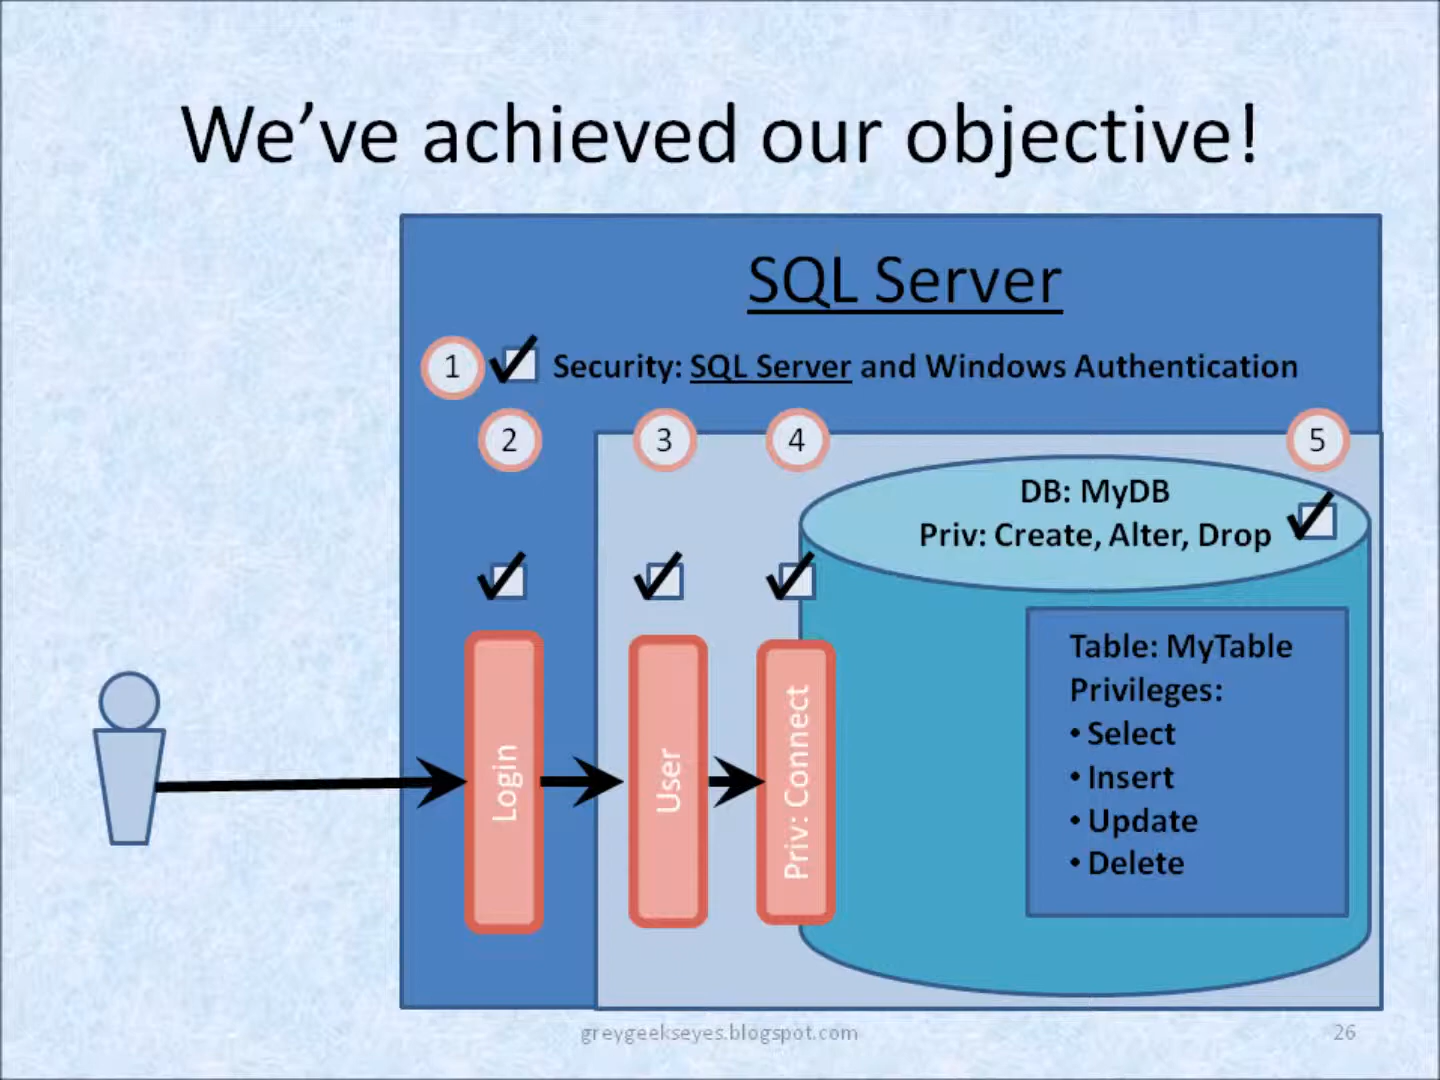 We’ve achieved our objective!
SQL Server
1 Security: SQL Server and Windows Authentication
2 3 4 5
DB: MyDB
Priv: Create, Alter, Drop
Login
User
Priv: Connect
Table: MyTable
Privileges:
• Select
• Insert
• Update
• Delete
greygeekseyes.blogspot.com
26